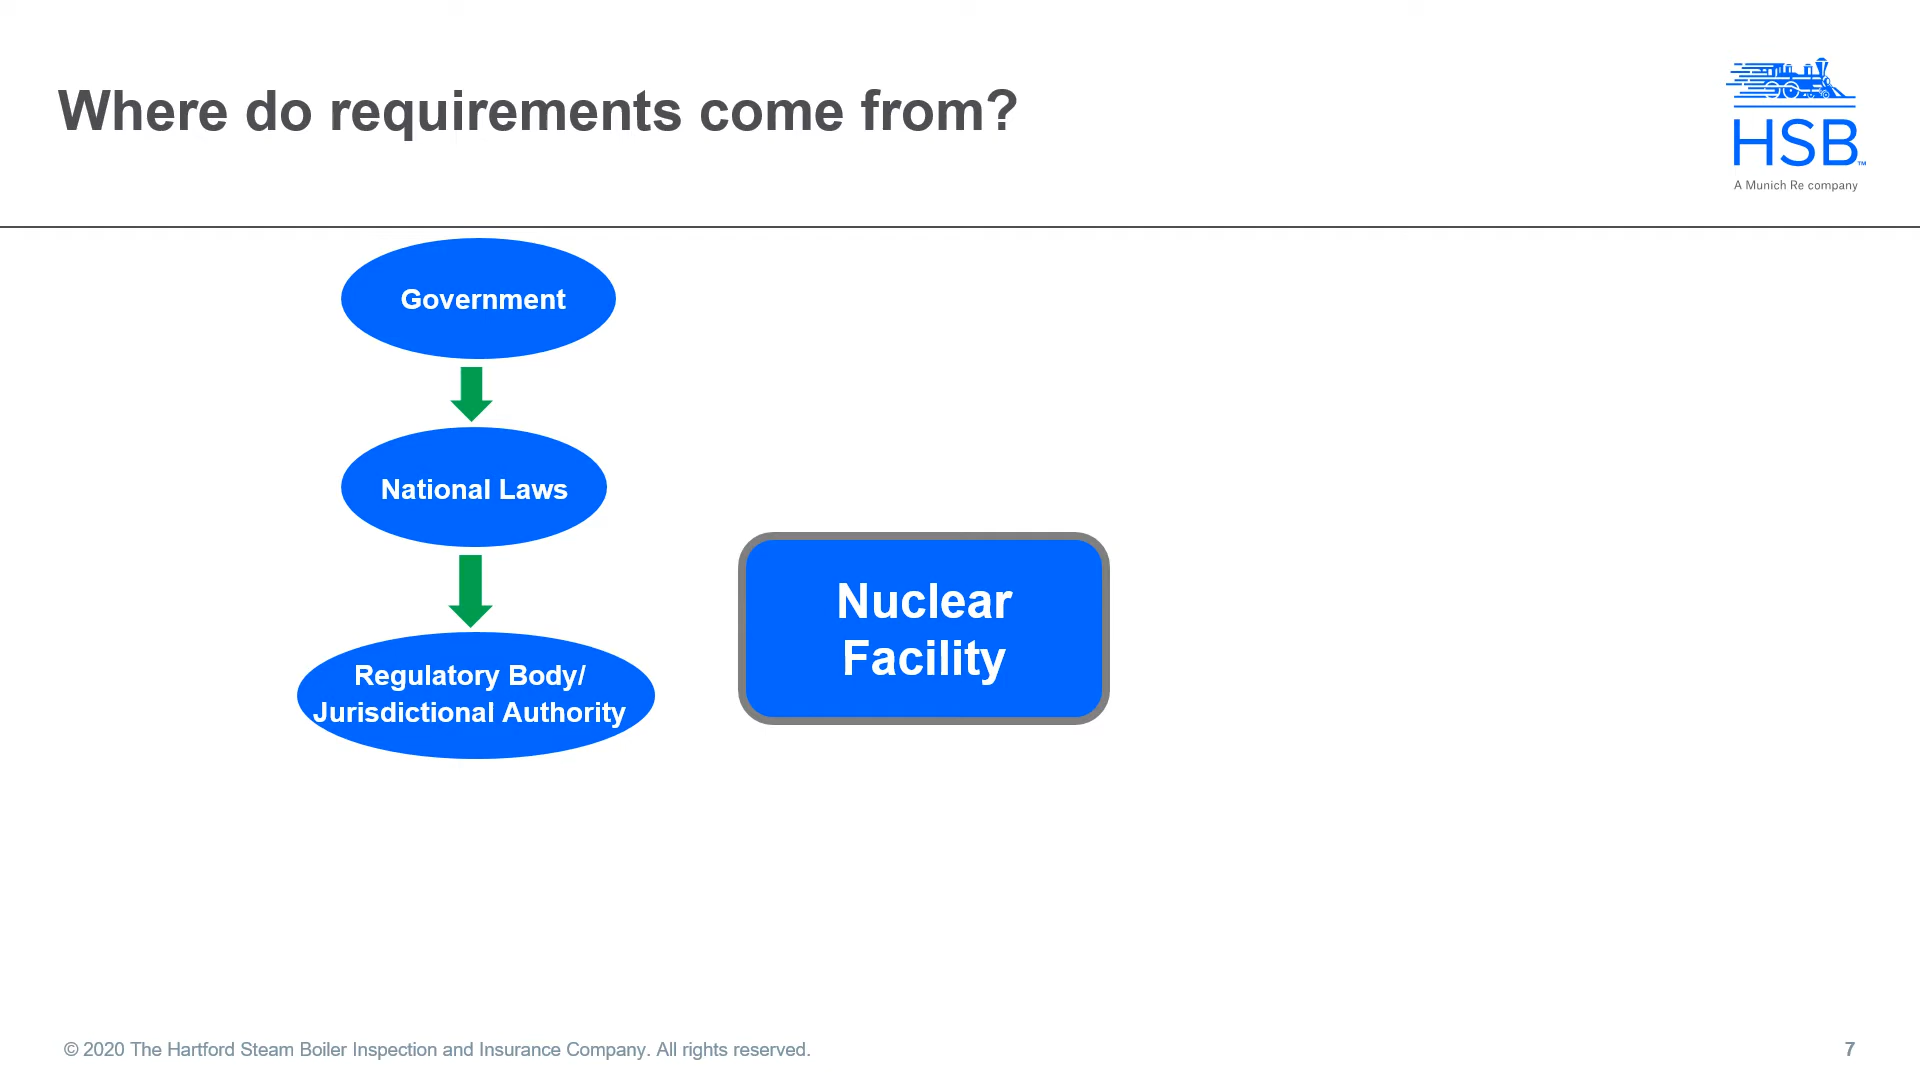 Where do requirements come from?
HSB™
A Munich Re company
Government
National Laws
Regulatory Body/
Jurisdictional Authority
Nuclear
Facility
© 2020 The Hartford Steam Boiler Inspection and Insurance Company. All rights reserved.
7